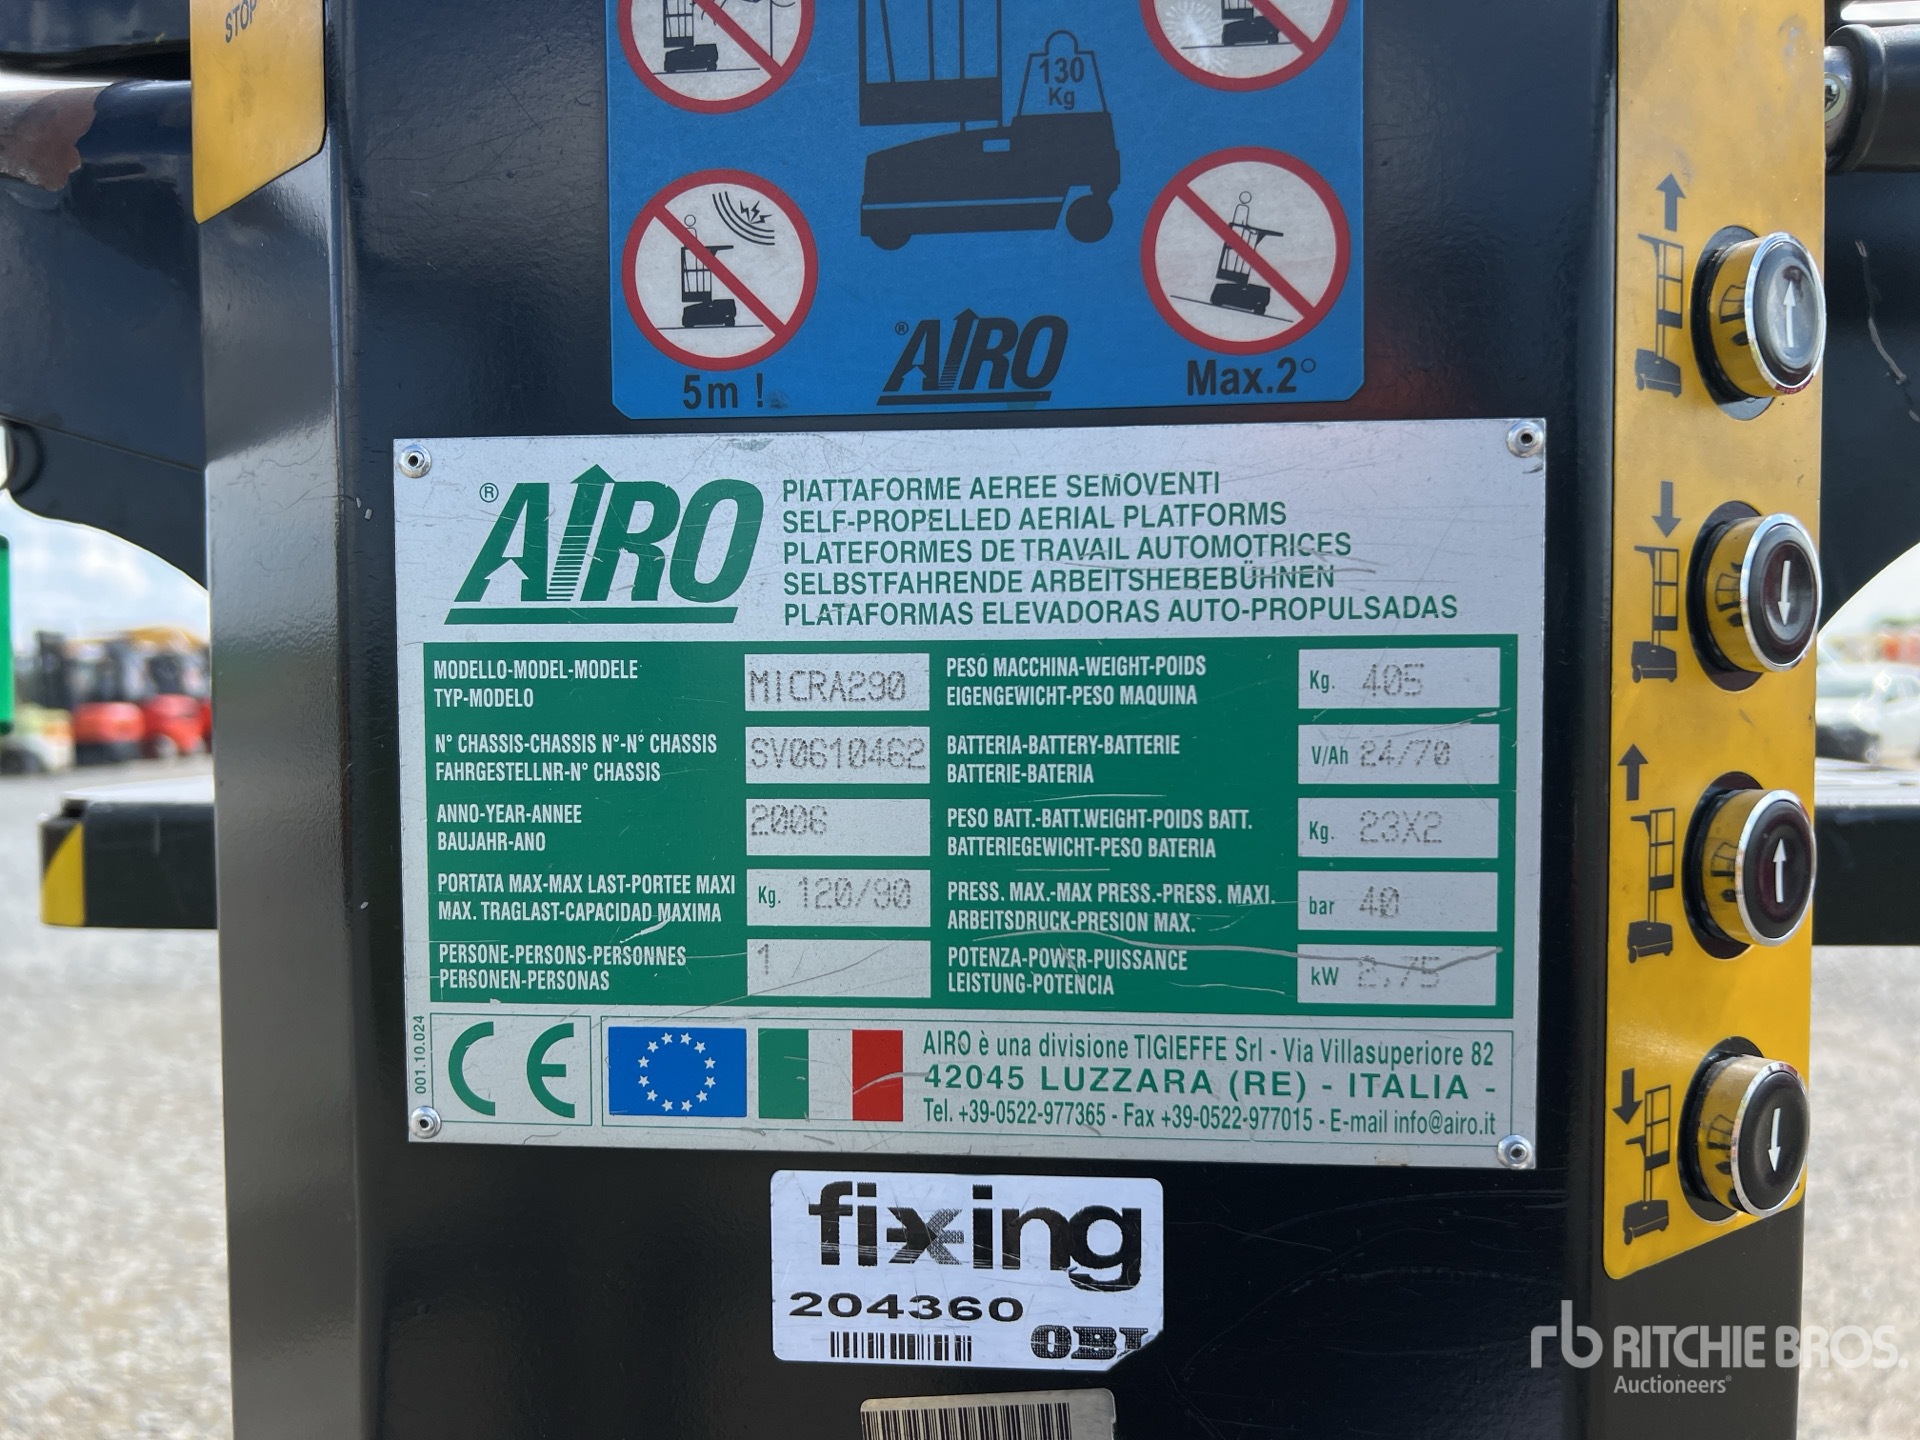 STOP
130
Kg
5m !
® AIRO
Max.2°
® AIRO
PIATTAFORME AEREE SEMOVENTI
SELF-PROPELLED AERIAL PLATFORMS
PLATEFORMES DE TRAVAIL AUTOMOTRICES
SELBSTFAHRENDE ARBEITSHEBEBÜHNEN
PLATAFORMAS ELEVADORAS AUTO-PROPULSADAS
MODELLO-MODEL-MODELE
TYP-MODELO
MICRA290
PESO MACCHINA-WEIGHT-POIDS
EIGENGEWICHT-PESO MAQUINA
Kg. 405
N° CHASSIS-CHASSIS N°-N° CHASSIS
FAHRGESTELLNR-N° CHASSIS
SV0610462
BATTERIA-BATTERY-BATTERIE
BATTERIE-BATERIA
V/Ah 24/70
ANNO-YEAR-ANNEE
BAUJAHR-ANO
2006
PESO BATT.-BATT.WEIGHT-POIDS BATT.
BATTERIEGEWICHT-PESO BATERIA
Kg. 23X2
PORTATA MAX-MAX LAST-PORTEE MAXI
MAX. TRAGLAST-CAPACIDAD MAXIMA
Kg. 120/90
PRESS. MAX.-MAX PRESS.-PRESS. MAXI.
ARBEITSDRUCK-PRESION MAX.
bar 40
PERSONE-PERSONS-PERSONNES
PERSONEN-PERSONAS
1
POTENZA-POWER-PUISSANCE
LEISTUNG-POTENCIA
kW 2,75
001.10.024
CE
AIRO è una divisione TIGIEFFE Srl - Via Villasuperiore 82
42045 LUZZARA (RE) - ITALIA -
Tel. +39-0522-977365 - Fax +39-0522-977015 - E-mail info@airo.it
fixing
204360
OBI
rb RITCHIE BROS.
Auctioneers®